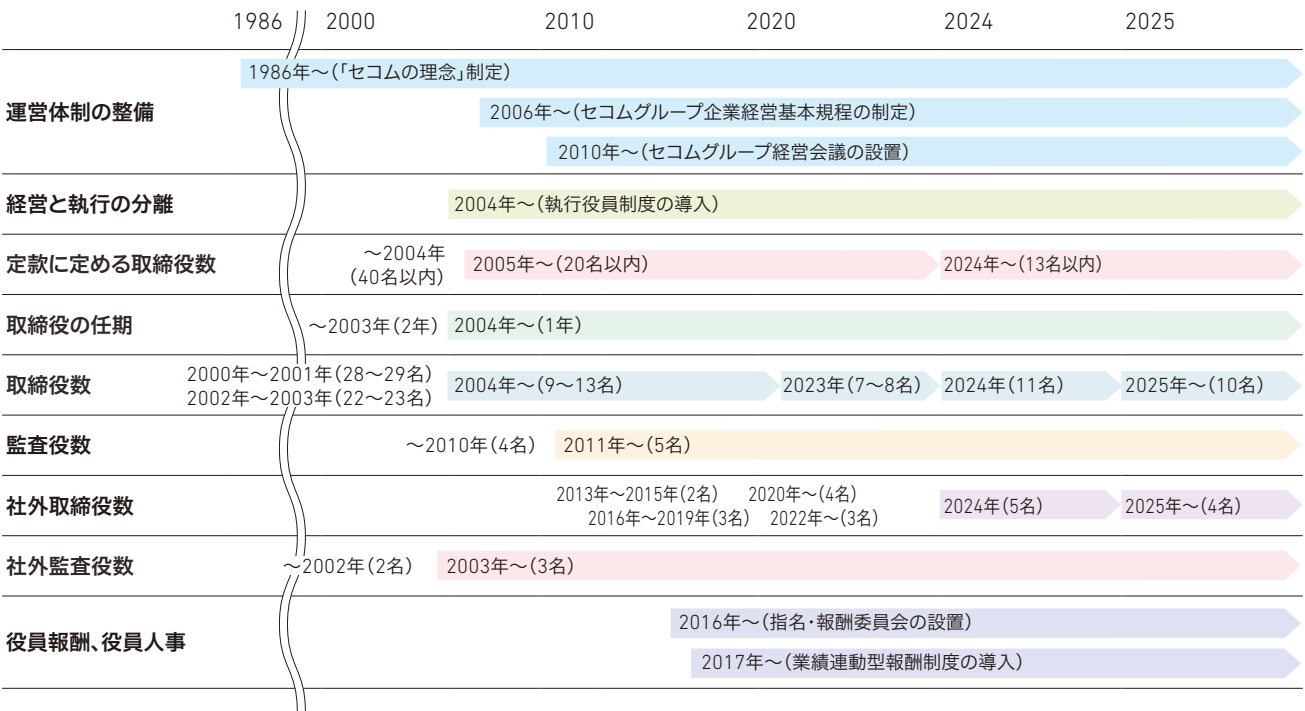 1986 2000 2010 2020 2024 2025
運営体制の整備
1986年～(「セコムの理念」制定)
2006年～(セコムグループ企業経営基本規程の制定)
2010年～(セコムグループ経営会議の設置)
経営と執行の分離
2004年～(執行役員制度の導入)
定款に定める取締役数
～2004年
(40名以内)
2005年～(20名以内)
2024年～(13名以内)
取締役の任期
～2003年(2年)
2004年～(1年)
取締役数
2000年～2001年(28～29名)
2002年～2003年(22～23名)
2004年～(9～13名)
2023年(7～8名)
2024年(11名)
2025年～(10名)
監査役数
～2010年(4名)
2011年～(5名)
社外取締役数
2013年～2015年(2名)
2016年～2019年(3名)
2020年～(4名)
2022年～(3名)
2024年(5名)
2025年～(4名)
社外監査役数
～2002年(2名)
2003年～(3名)
役員報酬、役員人事
2016年～(指名・報酬委員会の設置)
2017年～(業績連動型報酬制度の導入)